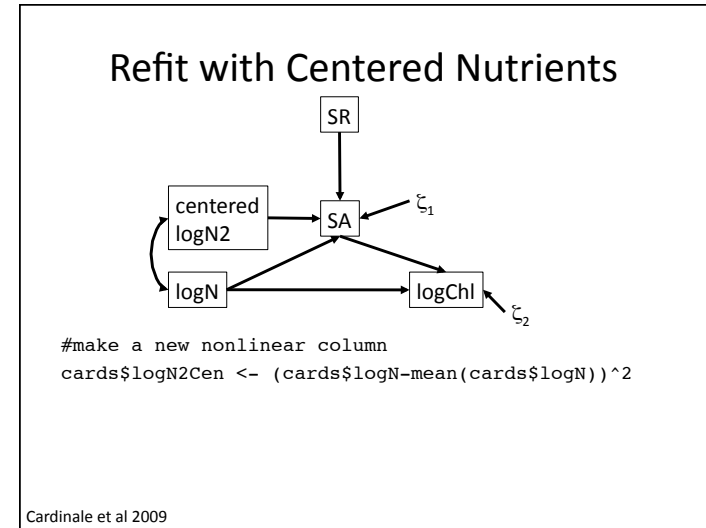 Refit with Centered Nutrients
SR
centered
logN2
SA
ζ1
logN
logChl
ζ2
#make a new nonlinear column
cards$logN2Cen <- (cards$logN-mean(cards$logN))^2
Cardinale et al 2009